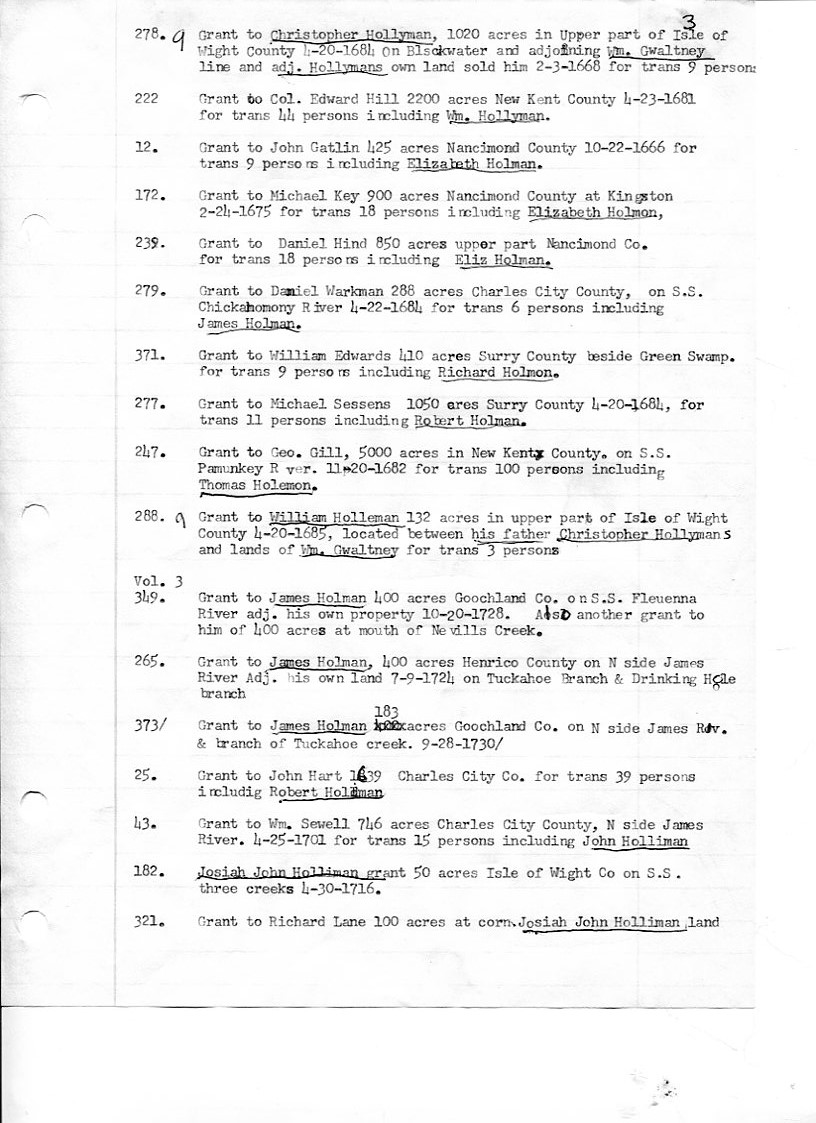 3
278. a Grant to Christopher Hollyman, 1020 acres in Upper part of Isle of
Wight County 4-20-1684 On Blsckwater and adjoining Wm. Gwaltney
line and adj. Hollymans own land sold him 2-3-1668 for trans 9 person
222 Grant to Col. Edward Hill 2200 acres New Kent County 4-23-1681
for trans 44 persons including Wm. Hollyman.
12. Grant to John Gatlin 425 acres Nancimond County 10-22-1666 for
trans 9 persons including Elizabeth Holman.
172. Grant to Michael Key 900 acres Nancimond County at Kingston
2-24-1675 for trans 18 persons including Elizabeth Holmon,
239. Grant to Daniel Hind 850 acres upper part Nancimond Co.
for trans 18 persons including Eliz Holman.
279. Grant to Daniel Warkman 288 acres Charles City County, on S.S.
Chickahomony River 4-22-1684 for trans 6 persons including
James Holman.
371. Grant to William Edwards 410 acres Surry County beside Green Swamp.
for trans 9 persons including Richard Holmon.
277. Grant to Michael Sessens 1050 ares Surry County 4-20-1684, for
trans 11 persons including Robert Holman.
247. Grant to Geo. Gill, 5000 acres in New Kent County. on S.S.
Pamunkey R ver. 11-20-1682 for trans 100 persons including
Thomas Holemon.
288. a Grant to William Holleman 132 acres in upper part of Isle of Wight
County 4-20-1685, located between his father Christopher Hollymans
and lands of Wm. Gwaltney for trans 3 persons
Vol. 3
349. Grant to James Holman 400 acres Goochland Co. on S.S. Fleuenna
River adj. his own property 10-20-1728. Also another grant to
him of 400 acres at mouth of Nevills Creek.
265. Grant to James Holman, 400 acres Henrico County on N side James
River Adj. his own land 7-9-1724 on Tuckahoe Branch & Drinking Hole
branch
183
373/ Grant to James Holman acres Goochland Co. on N side James Riv.
& branch of Tuckahoe creek. 9-28-1730/
25. Grant to John Hart 1639 Charles City Co. for trans 39 persons
includig Robert Holliman
43. Grant to Wm. Sewell 746 acres Charles City County, N side James
River. 4-25-1701 for trans 15 persons including John Holliman
182. Josiah John Holliman grant 50 acres Isle of Wight Co on S.S.
three creeks 4-30-1716.
321. Grant to Richard Lane 100 acres at corn. Josiah John Holliman land